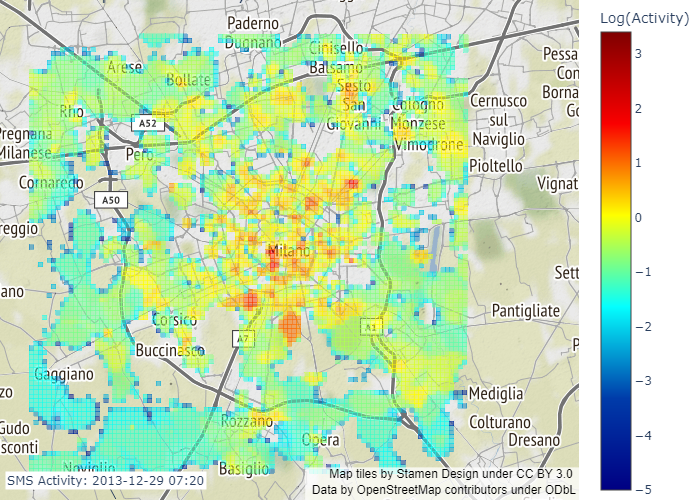 Log(Activity)
3
2
1
0
−1
−2
−3
−4
−5
Paderno
Dugnano
Cinisello
Balsamo
Arese
Bollate
Sesto
San
Giovanni
Cologno
Monzese
Vimodrone
Pessa
Con
Borna
Go
Cernusco
sul
Naviglio
Pioltello
Vignat
Rho
A52
Pregnana
Milanese
Pero
Cornaredo
A50
reggio
Milano
Sett
ano
Pantigliate
Corsico
A7
A1
P
Buccinasco
Gaggiano
Mediglia
zo
Rozzano
Colturano
Gudo
sconti
Opera
Dresano
Noviglio
Basiglio
SMS Activity: 2013-12-29 07:20
Map tiles by Stamen Design under CC BY 3.0
Data by OpenStreetMap contributors under ODbL